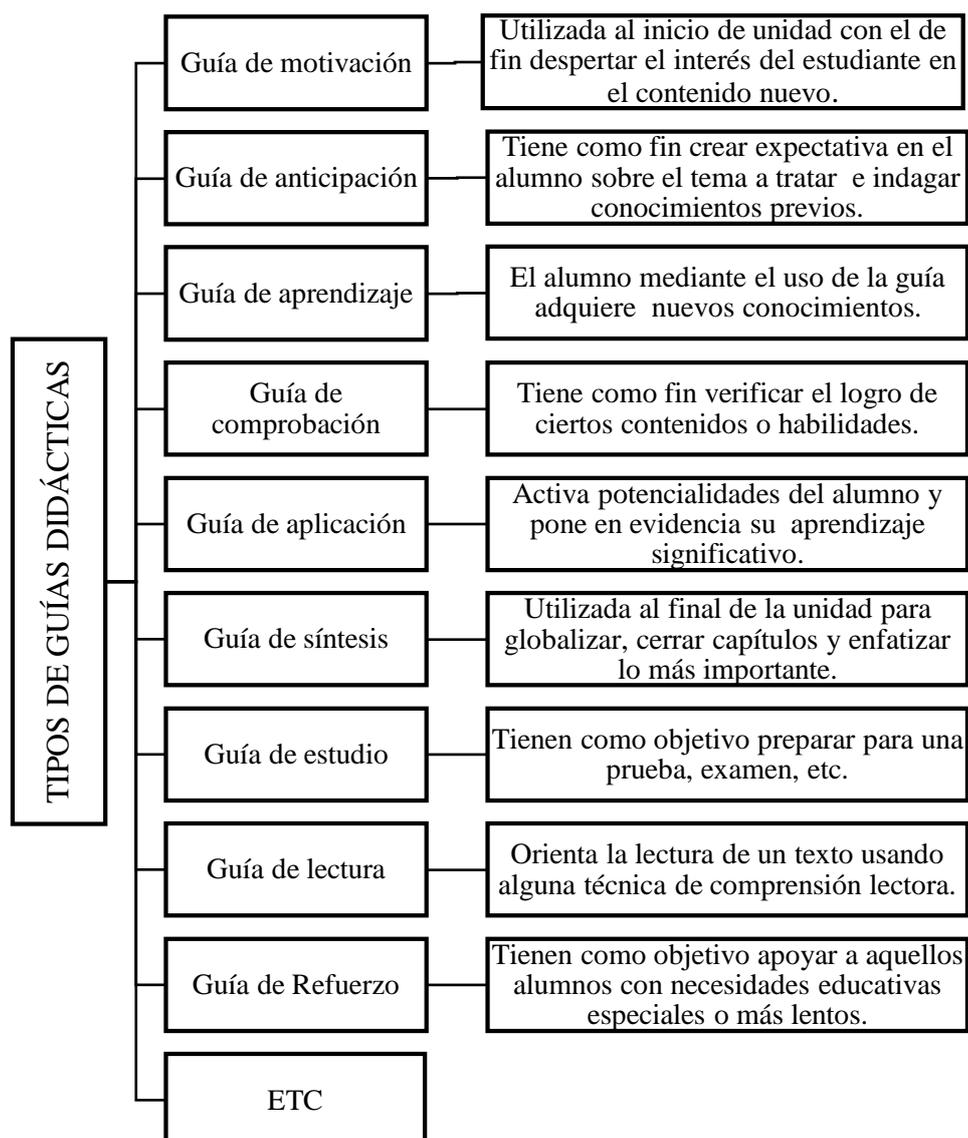 TIPOS DE GUÍAS DIDÁCTICAS
Guía de motivación
Utilizada al inicio de unidad con el de
fin despertar el interés del estudiante en
el contenido nuevo.
Guía de anticipación
Tiene como fin crear expectativa en el
alumno sobre el tema a tratar e indagar
conocimientos previos.
Guía de aprendizaje
El alumno mediante el uso de la guía
adquiere nuevos conocimientos.
Guía de
comprobación
Tiene como fin verificar el logro de
ciertos contenidos o habilidades.
Guía de aplicación
Activa potencialidades del alumno y
pone en evidencia su aprendizaje
significativo.
Guía de síntesis
Utilizada al final de la unidad para
globalizar, cerrar capítulos y enfatizar
lo más importante.
Guía de estudio
Tienen como objetivo preparar para una
prueba, examen, etc.
Guía de lectura
Orienta la lectura de un texto usando
alguna técnica de comprensión lectora.
Guía de Refuerzo
Tienen como objetivo apoyar a aquellos
alumnos con necesidades educativas
especiales o más lentos.
ETC